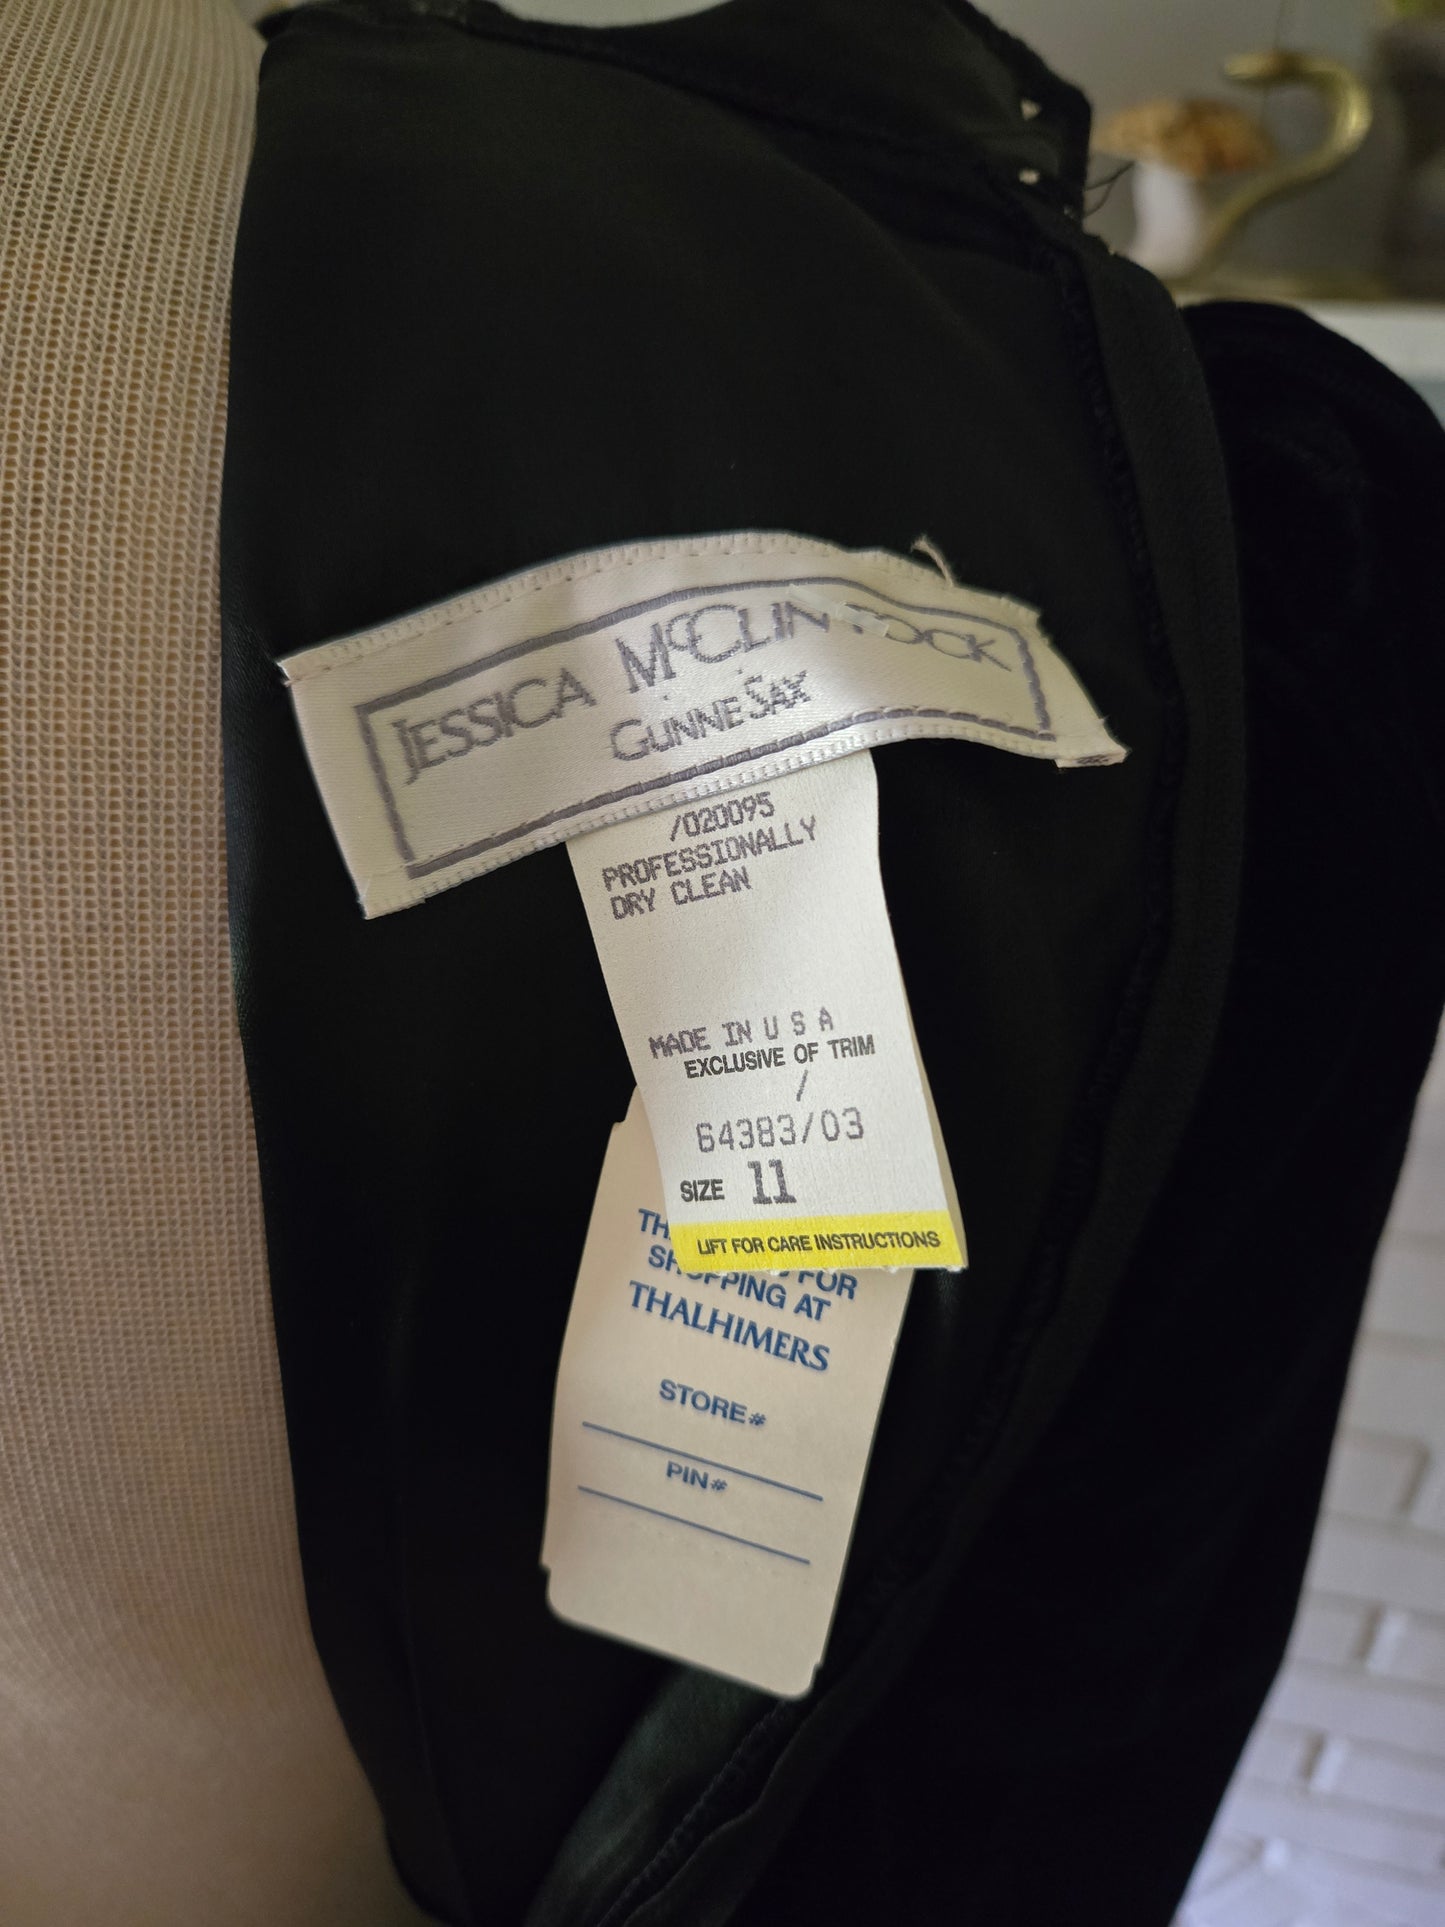 JESSICA McCLINTOCK
GUNNE SAX
/020095
PROFESSIONALLY
DRY CLEAN
MADE IN U S A
EXCLUSIVE OF TRIM
/
64383/03
SIZE 11
LIFT FOR CARE INSTRUCTIONS
FOR
SHOPPING AT
THALHIMERS
STORE#
PIN#